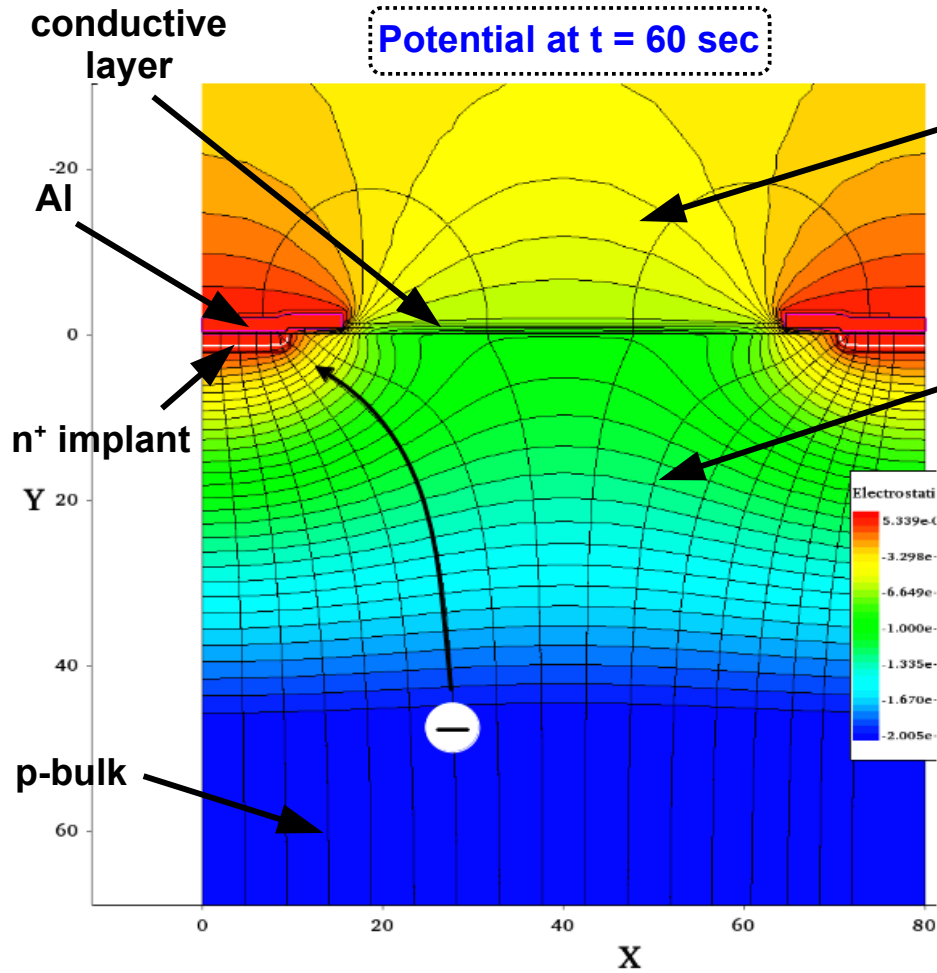 conductive
layer
Potential at t = 60 sec
-20
Al
0
n+ implant
Y
20
Electrostati
5.339e-0
-3.298e-
-6.649e-
-1.000e-
-1.335e-
-1.670e-
-2.005e-
40
p-bulk
60
0
20
40
60
80
X